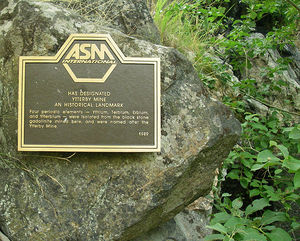 ASM
INTERNATIONAL
HAS DESIGNATED
YTTERBY MINE
AN HISTORICAL LANDMARK
Four periodic elements — Yttrium, Terbium, Erbium,
and Ytterbium — were isolated from the black stone
gadolinite mined here, and were named after the
Ytterby Mine.
1989